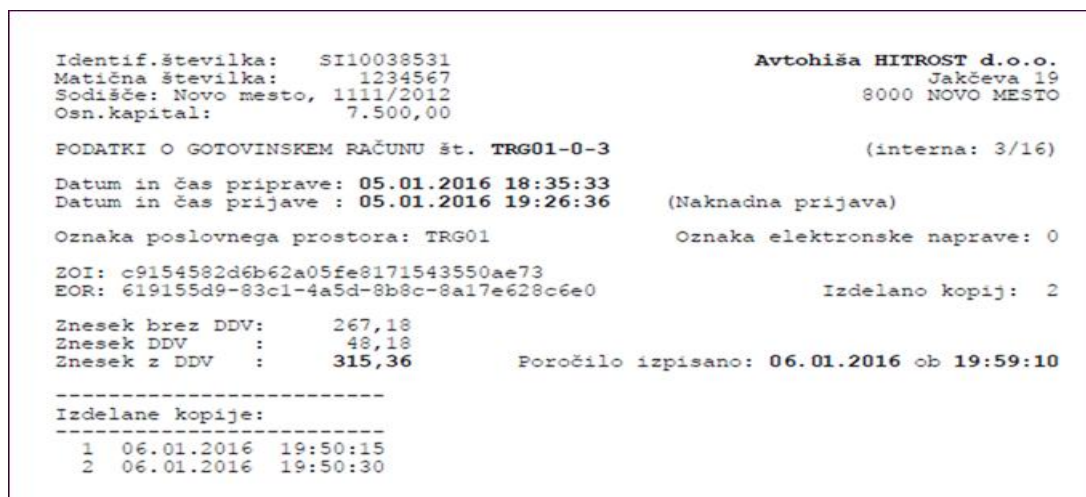 Identif.številka: SI10038531 Avtohiša HITROST d.o.o.
Matična številka: 1234567 Jakčeva 19
Sodišče: Novo mesto, 1111/2012 8000 NOVO MESTO
Osn.kapital: 7.500,00
PODATKI O GOTOVINSKEM RAČUNU št. TRG01-0-3 (interna: 3/16)
Datum in čas priprave: 05.01.2016 18:35:33
Datum in čas prijave : 05.01.2016 19:26:36 (Naknadna prijava)
Oznaka poslovnega prostora: TRG01 Oznaka elektronske naprave: 0
ZOI: c9154582d6b62a05fe8171543550ae73
EOR: 619155d9-83c1-4a5d-8b8c-8a17e628c6e0 Izdelano kopij: 2
Znesek brez DDV: 267,18
Znesek DDV : 48,18
Znesek z DDV : 315,36 Poročilo izpisano: 06.01.2016 ob 19:59:10
--------------------------
Izdelane kopije:
--------------------------
1 06.01.2016 19:50:15
2 06.01.2016 19:50:30